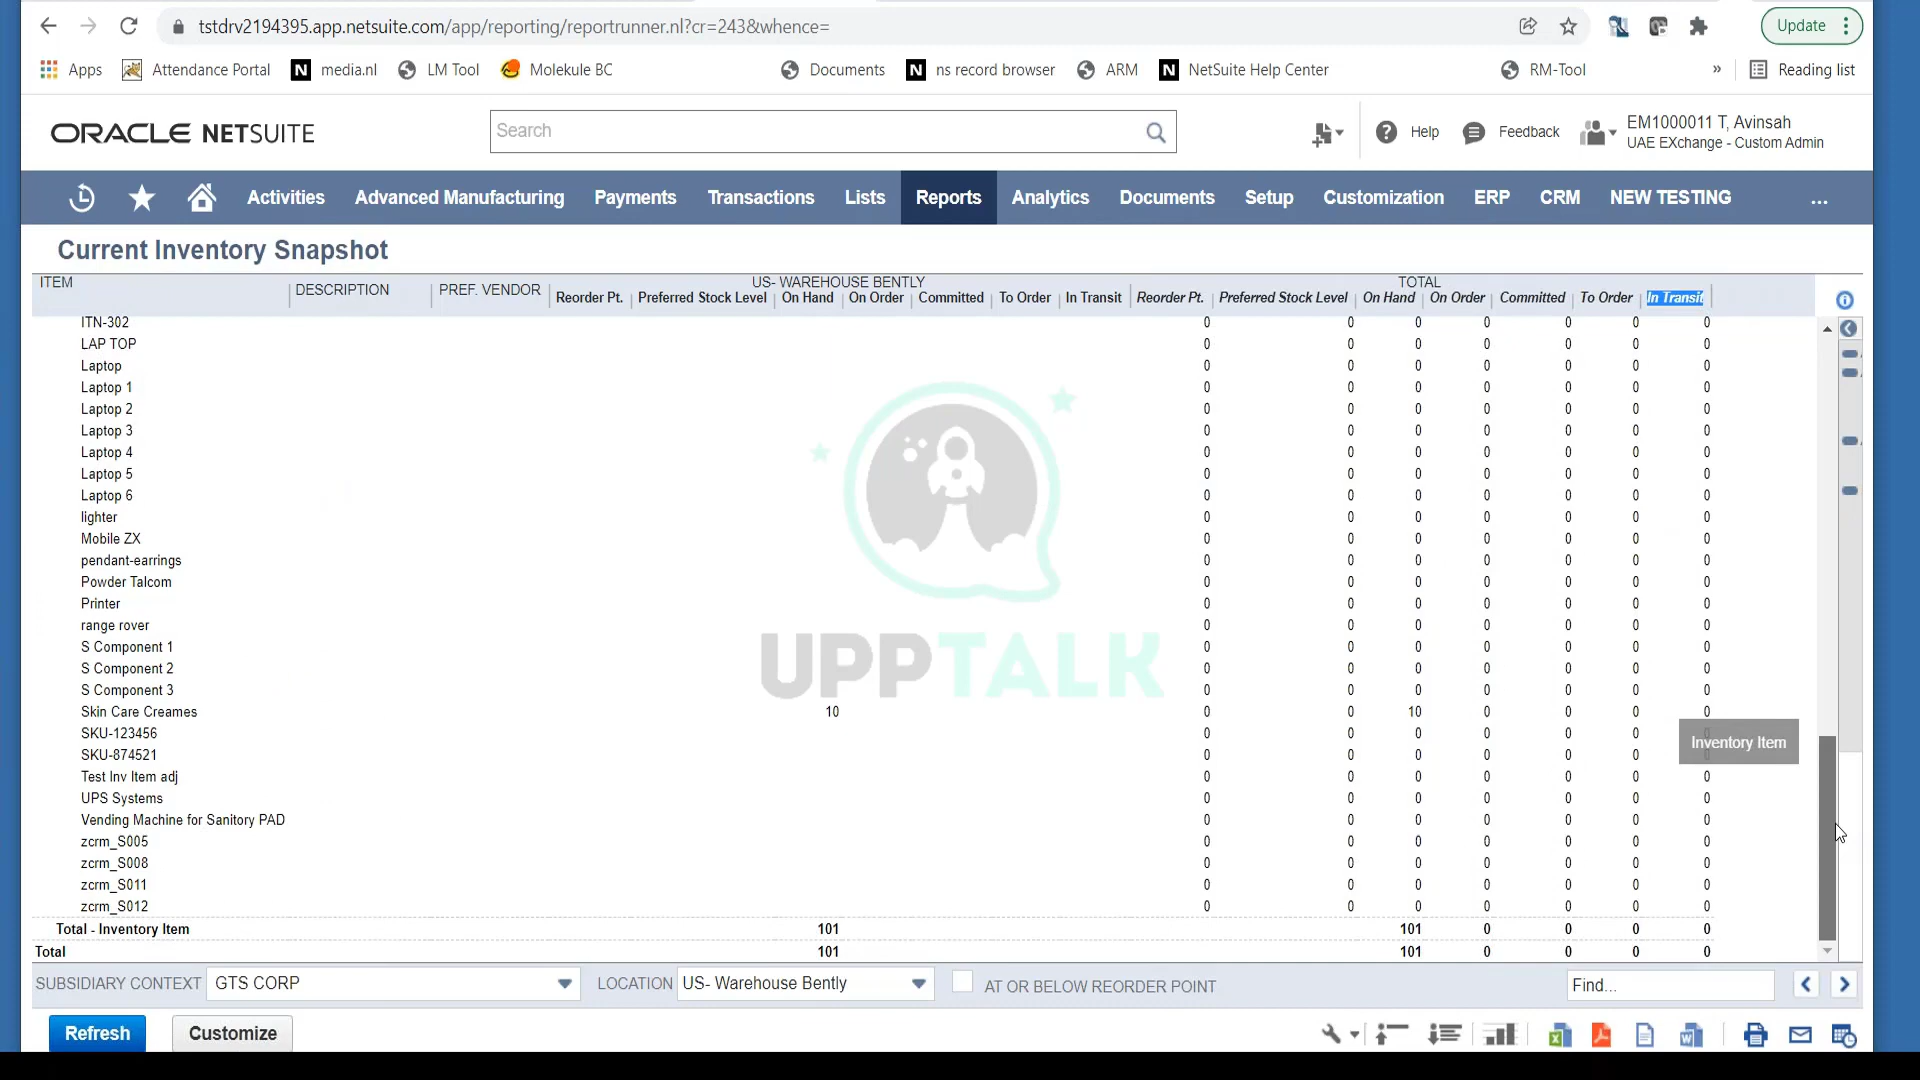 tstdrv2194395.app.netsuite.com/app/reporting/reportrunner.nl?cr=243&whence=
Update
Apps Attendance Portal media.nl LM Tool Molekule BC Documents ns record browser ARM NetSuite Help Center RM-Tool » Reading list
ORACLE NETSUITE
Search
Help
Feedback
EM1000011 T, Avinsah
UAE EXchange - Custom Admin
Activities Advanced Manufacturing Payments Transactions Lists Reports Analytics Documents Setup Customization ERP CRM NEW TESTING ...
Current Inventory Snapshot
ITEM DESCRIPTION PREF. VENDOR US- WAREHOUSE BENTLY TOTAL
Reorder Pt. Preferred Stock Level On Hand On Order Committed To Order In Transit Reorder Pt. Preferred Stock Level On Hand On Order Committed To Order In Transit
ITN-302 0 0 0 0 0 0 0
LAP TOP 0 0 0 0 0 0 0
Laptop 0 0 0 0 0 0 0
Laptop 1 0 0 0 0 0 0 0
Laptop 2 0 0 0 0 0 0 0
Laptop 3 0 0 0 0 0 0 0
Laptop 4 0 0 0 0 0 0 0
Laptop 5 0 0 0 0 0 0 0
Laptop 6 0 0 0 0 0 0 0
lighter 0 0 0 0 0 0 0
Mobile ZX 0 0 0 0 0 0 0
pendant-earrings 0 0 0 0 0 0 0
Powder Talcom 0 0 0 0 0 0 0
Printer 0 0 0 0 0 0 0
range rover 0 0 0 0 0 0 0
S Component 1 0 0 0 0 0 0 0
S Component 2 0 0 0 0 0 0 0
S Component 3 0 0 0 0 0 0 0
Skin Care Creames 10 0 0 10 0 0 0 0
SKU-123456 0 0 0 0 0 0 0
SKU-874521 0 0 0 0 0 0 0
Test Inv Item adj 0 0 0 0 0 0 0
UPS Systems 0 0 0 0 0 0 0
Vending Machine for Sanitory PAD 0 0 0 0 0 0 0
zcrm_S005 0 0 0 0 0 0 0
zcrm_S008 0 0 0 0 0 0 0
zcrm_S011 0 0 0 0 0 0 0
zcrm_S012 0 0 0 0 0 0 0
Total - Inventory Item 101 101 0 0 0 0
Total 101 101 0 0 0 0
UPPTALK
Inventory Item
SUBSIDIARY CONTEXT GTS CORP LOCATION US- Warehouse Bently AT OR BELOW REORDER POINT Find...
Refresh Customize